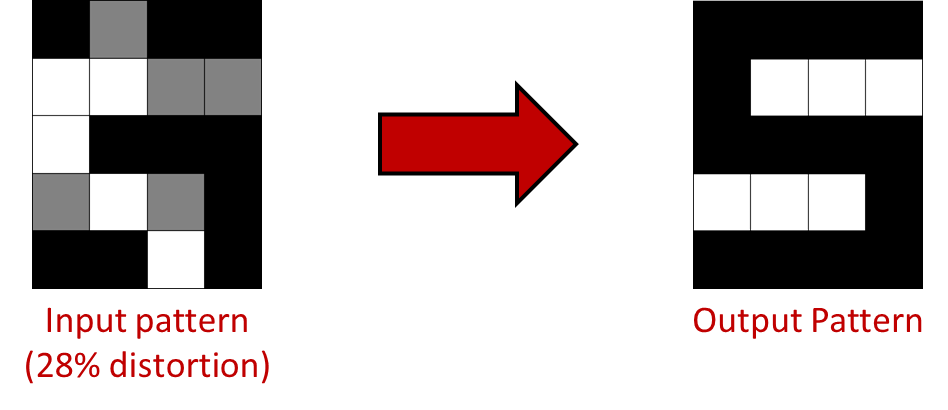 Input pattern
(28% distortion)
Output Pattern